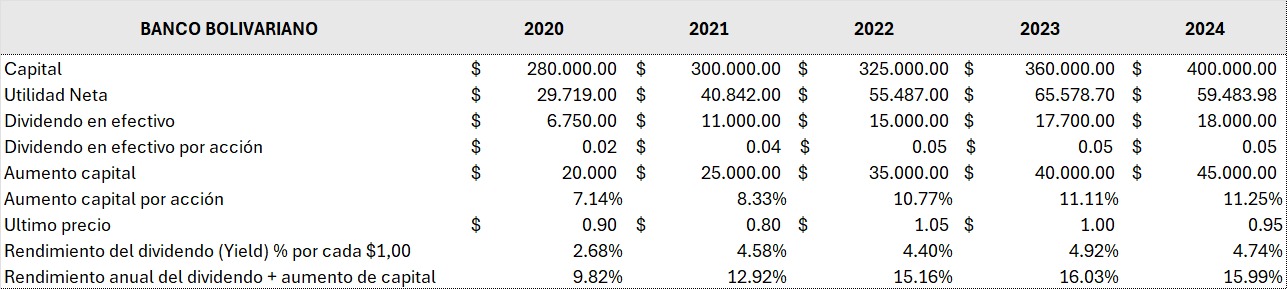 BANCO BOLIVARIANO 2020 2021 2022 2023 2024
Capital $ 280.000.00 $ 300.000.00 $ 325.000.00 $ 360.000.00 $ 400.000.00
Utilidad Neta $ 29.719.00 $ 40.842.00 $ 55.487.00 $ 65.578.70 $ 59.483.98
Dividendo en efectivo $ 6.750.00 $ 11.000.00 $ 15.000.00 $ 17.700.00 $ 18.000.00
Dividendo en efectivo por acción $ 0.02 $ 0.04 $ 0.05 $ 0.05 $ 0.05
Aumento capital $ 20.000 $ 25.000.00 $ 35.000.00 $ 40.000.00 $ 45.000.00
Aumento capital por acción 7.14% 8.33% 10.77% 11.11% 11.25%
Ultimo precio $ 0.90 $ 0.80 $ 1.05 $ 1.00 0.95
Rendimiento del dividendo (Yield) % por cada $1,00 2.68% 4.58% 4.40% 4.92% 4.74%
Rendimiento anual del dividendo + aumento de capital 9.82% 12.92% 15.16% 16.03% 15.99%